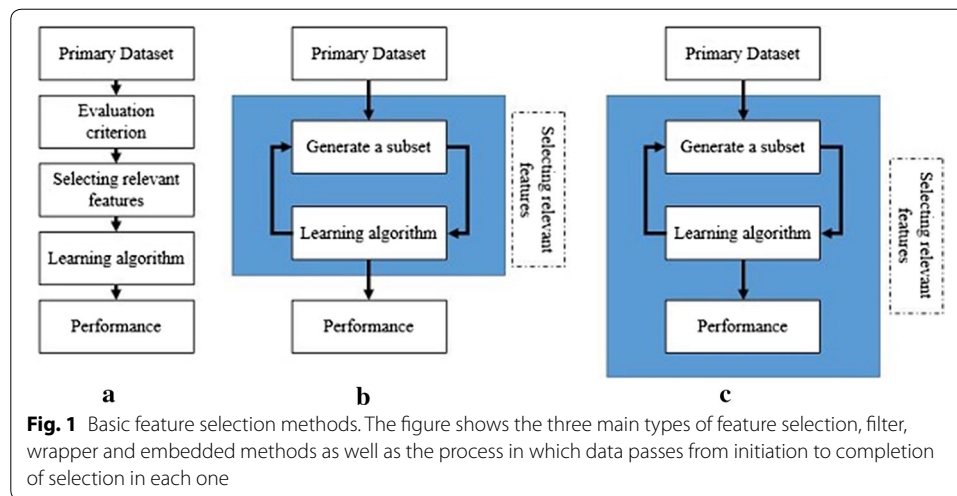 Primary Dataset
Evaluation
criterion
Selecting relevant
features
Learning algorithm
Performance
a
Primary Dataset
Generate a subset
Learning algorithm
Performance
Selecting relevant
features
b
Primary Dataset
Generate a subset
Learning algorithm
Performance
Selecting relevant
features
c
Fig. 1 Basic feature selection methods. The figure shows the three main types of feature selection, filter,
wrapper and embedded methods as well as the process in which data passes from initiation to completion
of selection in each one